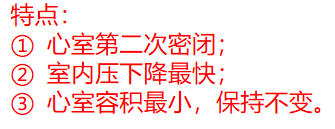 特点：
① 心室第二次密闭；
② 室内压下降最快；
③ 心室容积最小，保持不变。